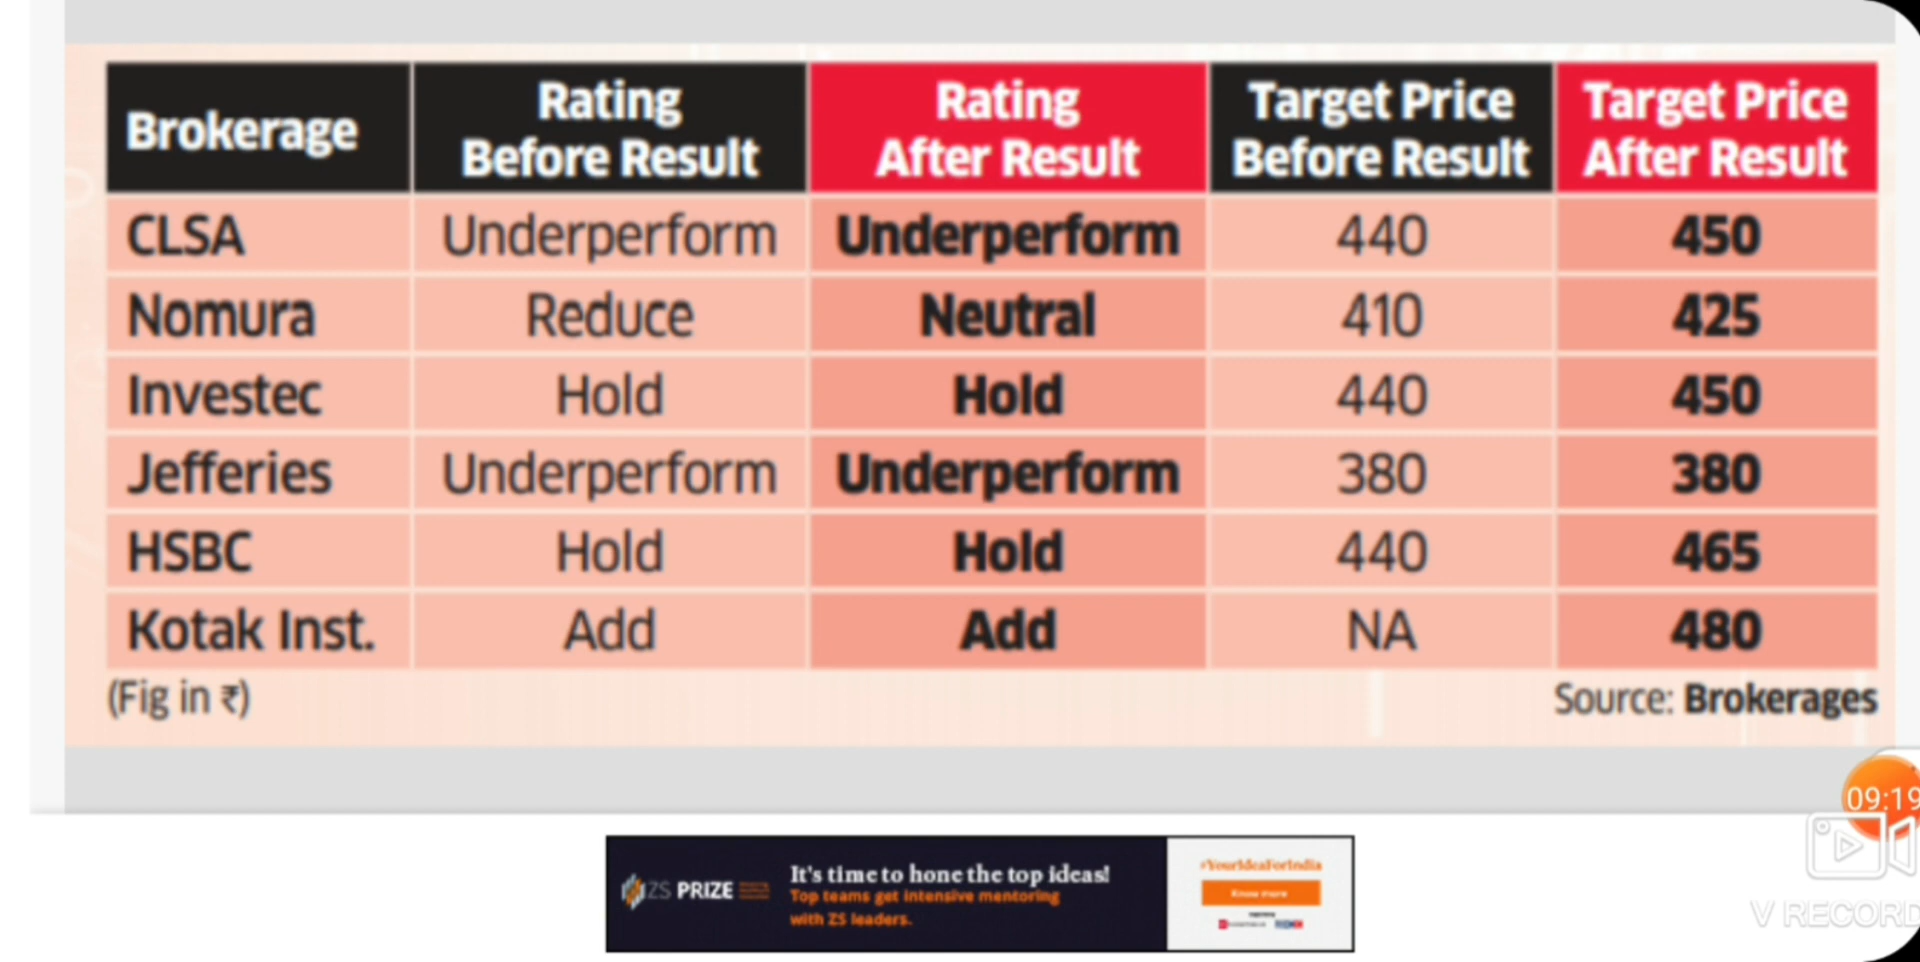 Brokerage Rating Before Result Rating After Result Target Price Before Result Target Price After Result
CLSA Underperform Underperform 440 450
Nomura Reduce Neutral 410 425
Investec Hold Hold 440 450
Jefferies Underperform Underperform 380 380
HSBC Hold Hold 440 465
Kotak Inst. Add Add NA 480
(Fig in ₹) Source: Brokerages
09:19
ZS PRIZE
It's time to hone the top ideas!
Top teams get intensive mentoring
with ZS leaders.
#YourIdeaForIndia
Know more
V RECORD